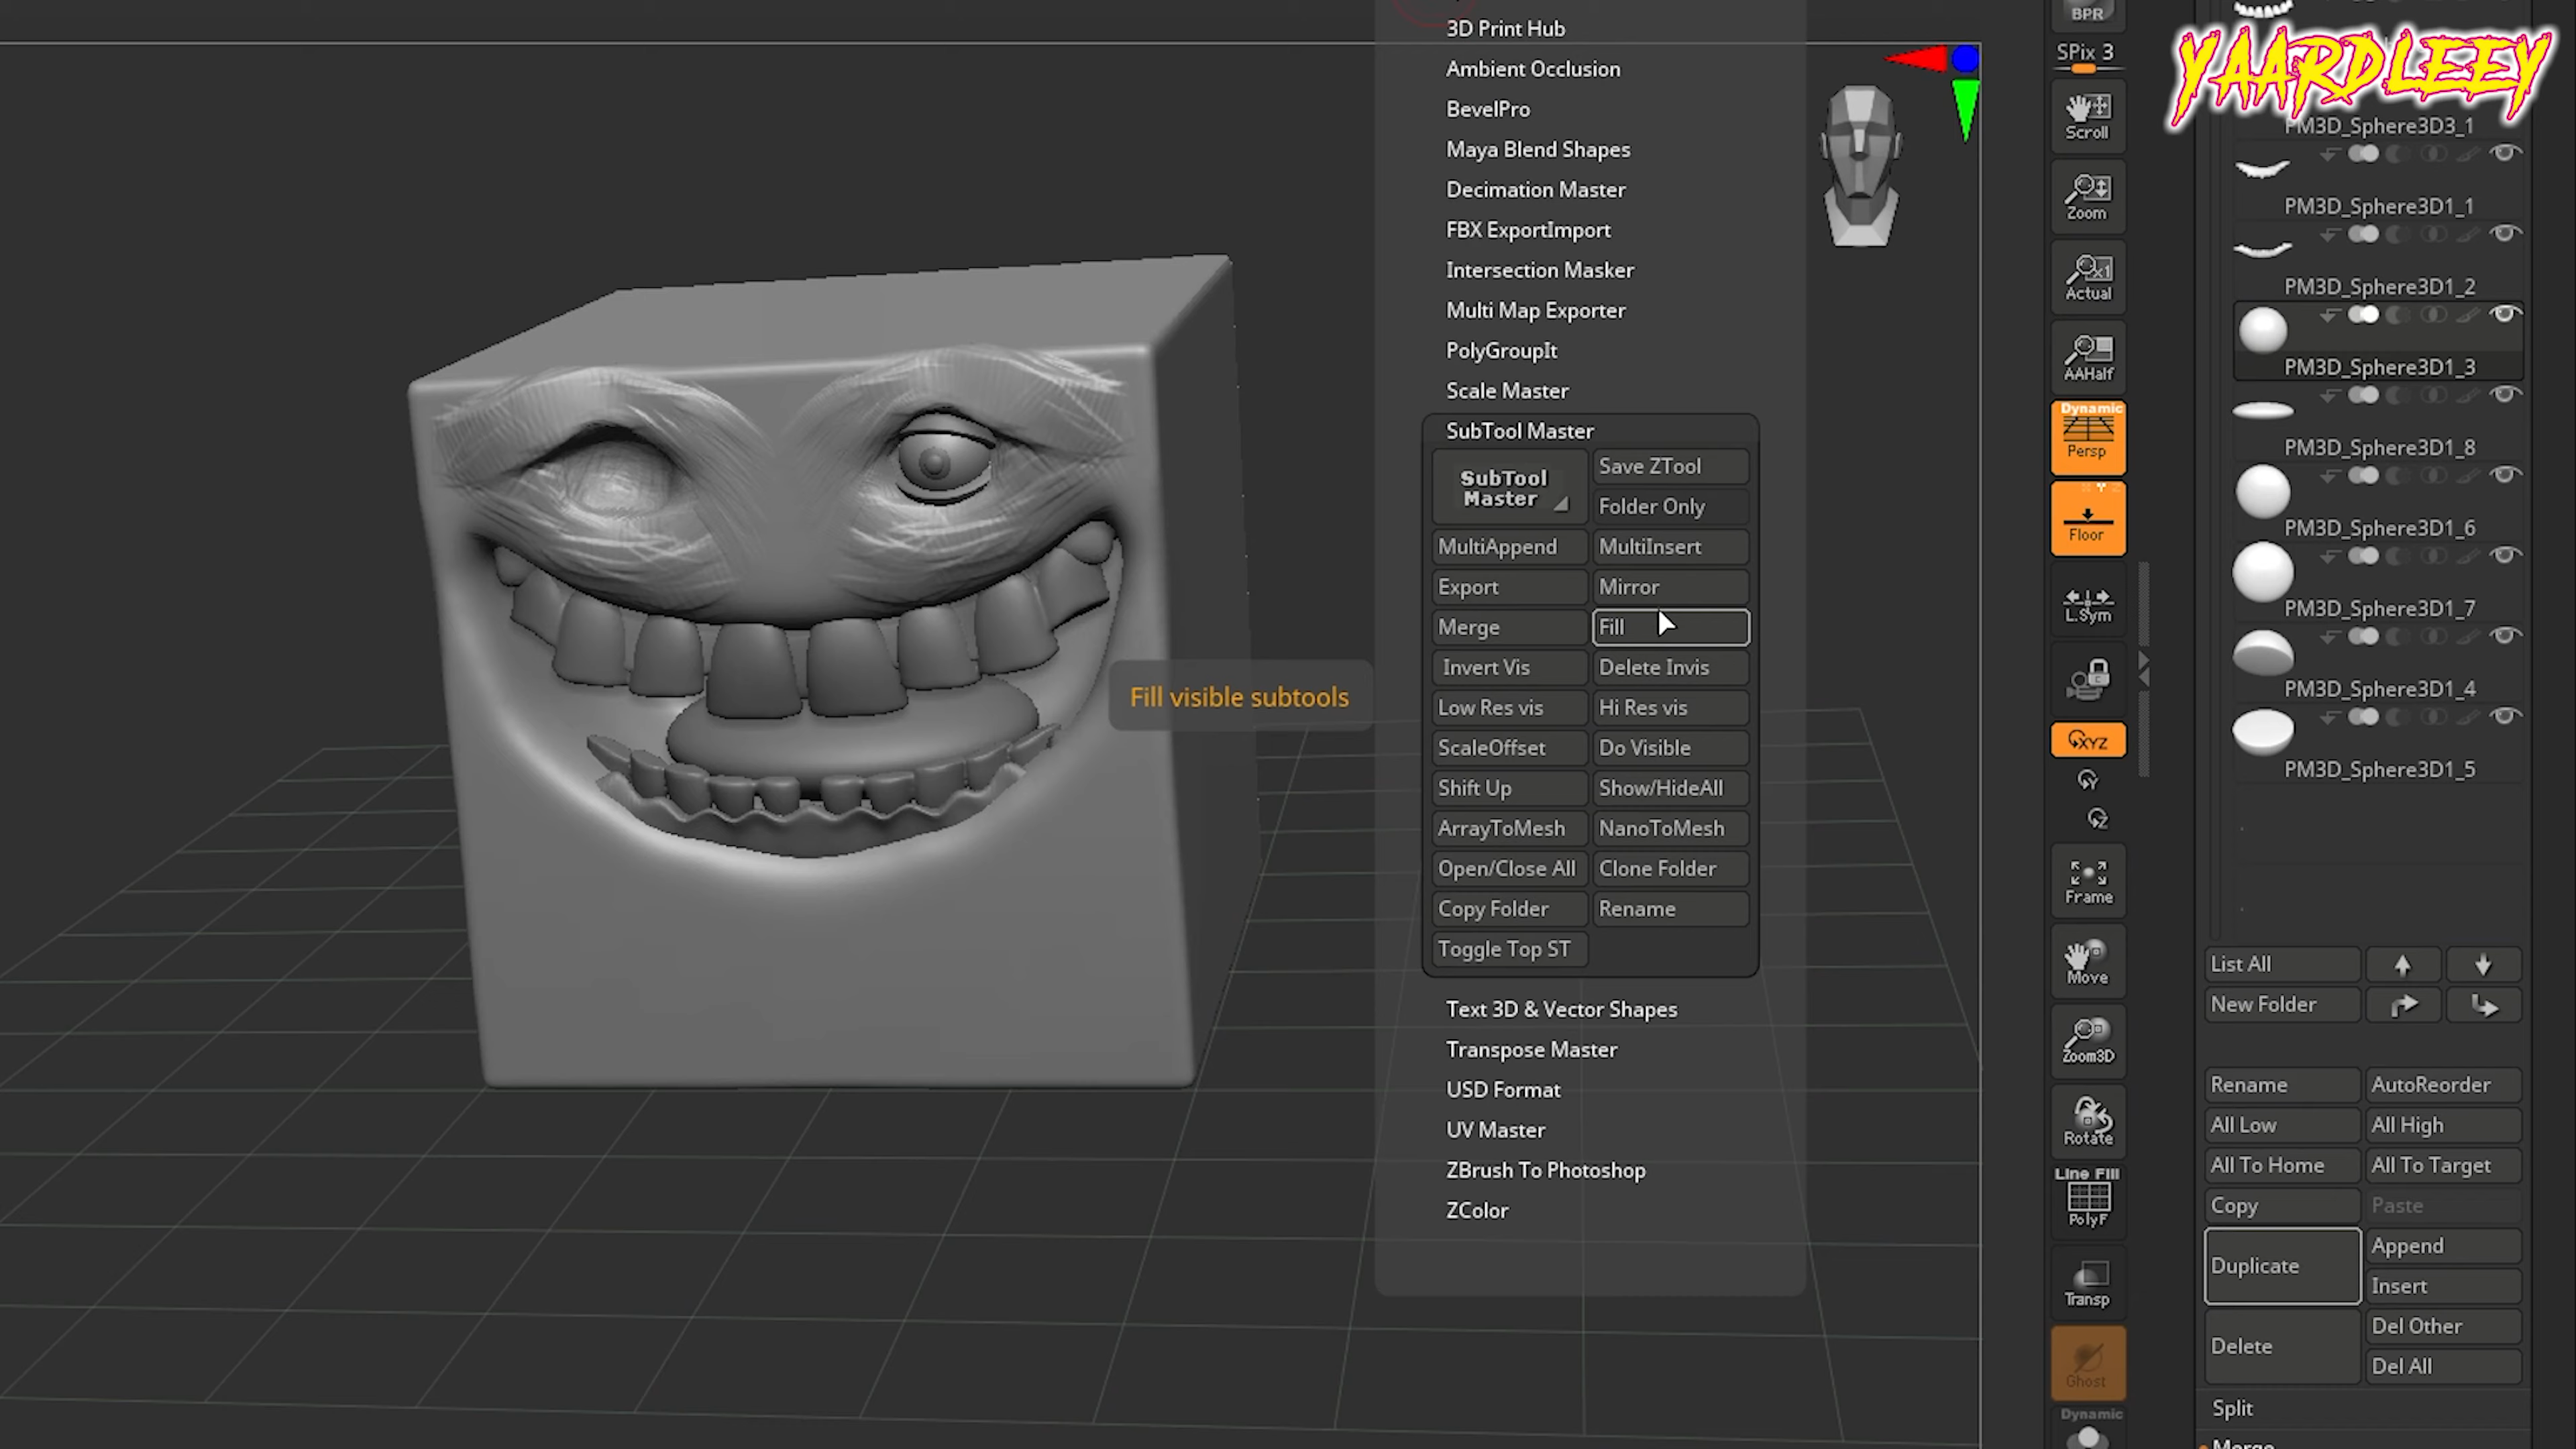 3D Print Hub
Ambient Occlusion
BevelPro
Maya Blend Shapes
Decimation Master
FBX ExportImport
Intersection Masker
Multi Map Exporter
PolyGroupIt
Scale Master
SubTool Master
SubTool
Master
Save ZTool
Folder Only
MultiAppend
MultiInsert
Export
Mirror
Merge
Fill
Invert Vis
Delete Invis
Low Res vis
Hi Res vis
ScaleOffset
Do Visible
Shift Up
Show/HideAll
ArrayToMesh
NanoToMesh
Open/Close All
Clone Folder
Copy Folder
Rename
Toggle Top ST
Text 3D & Vector Shapes
Transpose Master
USD Format
UV Master
ZBrush To Photoshop
ZColor
Fill visible subtools
BPR
SPix 3
Scroll
Zoom
Actual
AAHalf
Dynamic
Persp
Floor
L.Sym
XYZ
Frame
Move
Zoom3D
Rotate
Line Fill
PolyF
Transp
Ghost
Dynamic
YAARDLEEY
PM3D_Sphere3D3_1
PM3D_Sphere3D1_1
PM3D_Sphere3D1_2
PM3D_Sphere3D1_3
PM3D_Sphere3D1_8
PM3D_Sphere3D1_6
PM3D_Sphere3D1_7
PM3D_Sphere3D1_4
PM3D_Sphere3D1_5
List All
New Folder
Rename
AutoReorder
All Low
All High
All To Home
All To Target
Copy
Paste
Duplicate
Append
Insert
Delete
Del Other
Del All
Split
Merge